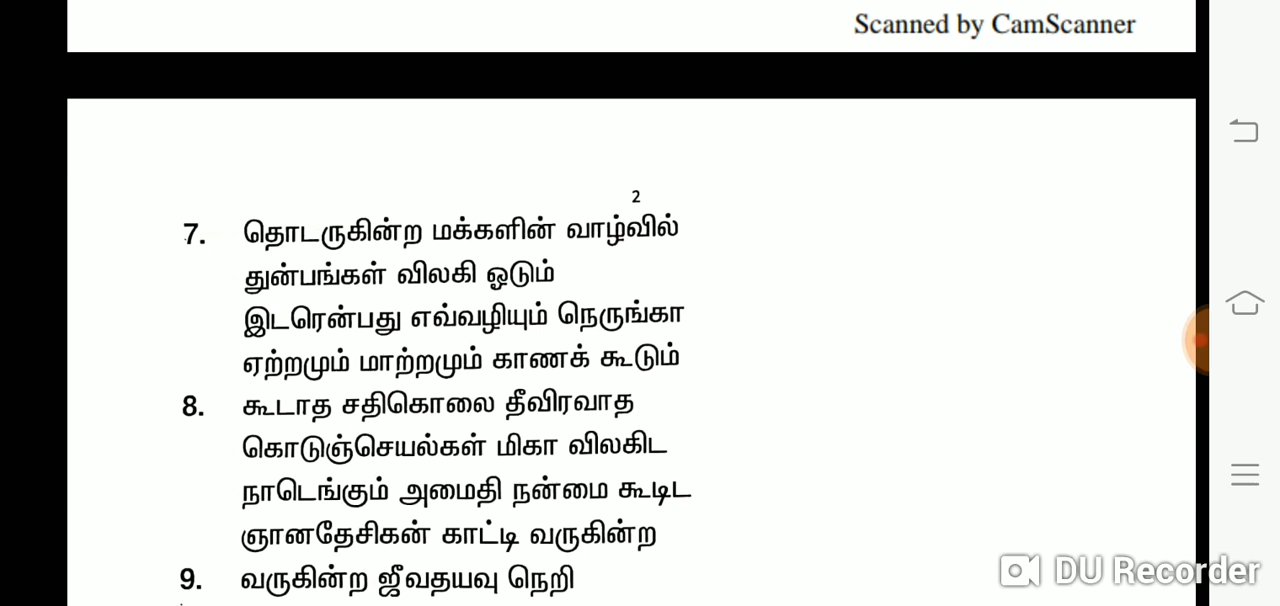 Scanned by CamScanner
2
7. தொடருகின்ற மக்களின் வாழ்வில்
துன்பங்கள் விலகி ஓடும்
இடரென்பது எவ்வழியும் நெருங்கா
ஏற்றமும் மாற்றமும் காணக் கூடும்
8. கூடாத சதிகொலை தீவிரவாத
கொடுஞ்செயல்கள் மிகா விலகிட
நாடெங்கும் அமைதி நன்மை கூடிட
ஞானதேசிகன் காட்டி வருகின்ற
9. வருகின்ற ஜீவதயவு நெறி
DU Recorder